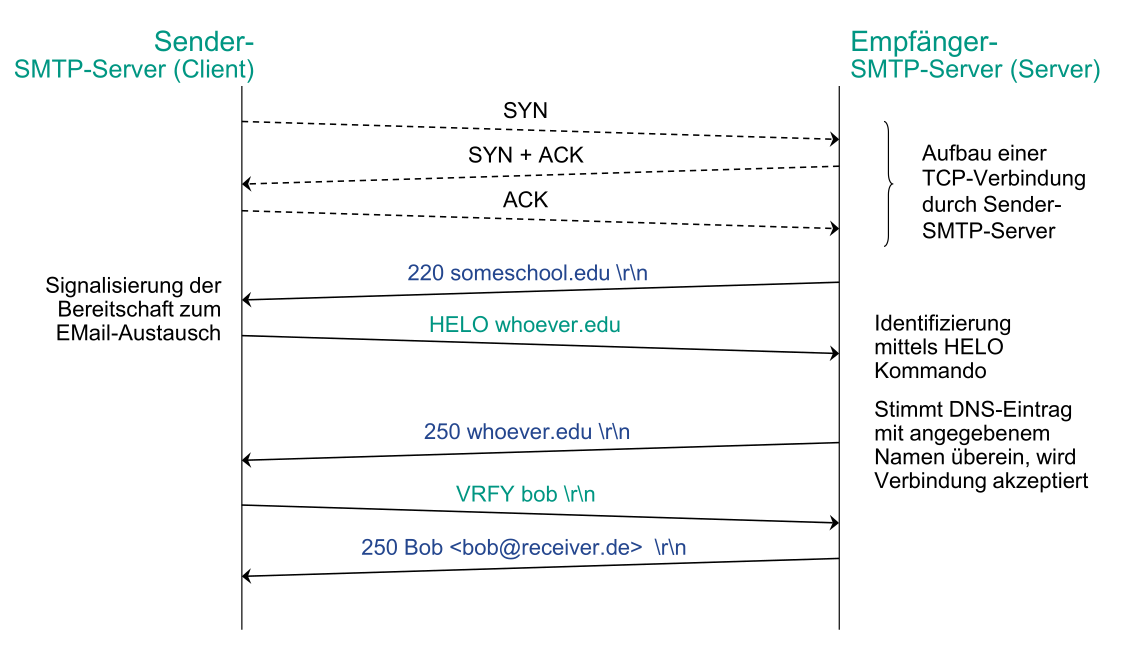 Sender-
SMTP-Server (Client)
Empfänger-
SMTP-Server (Server)
SYN
SYN + ACK
ACK
Aufbau einer
TCP-Verbindung
durch Sender-
SMTP-Server
220 someschool.edu \r\n
Signalisierung der
Bereitschaft zum
EMail-Austausch
HELO whoever.edu
Identifizierung
mittels HELO
Kommando
250 whoever.edu \r\n
Stimmt DNS-Eintrag
mit angegebenem
Namen überein, wird
Verbindung akzeptiert
VRFY bob \r\n
250 Bob <bob@receiver.de>  \r\n